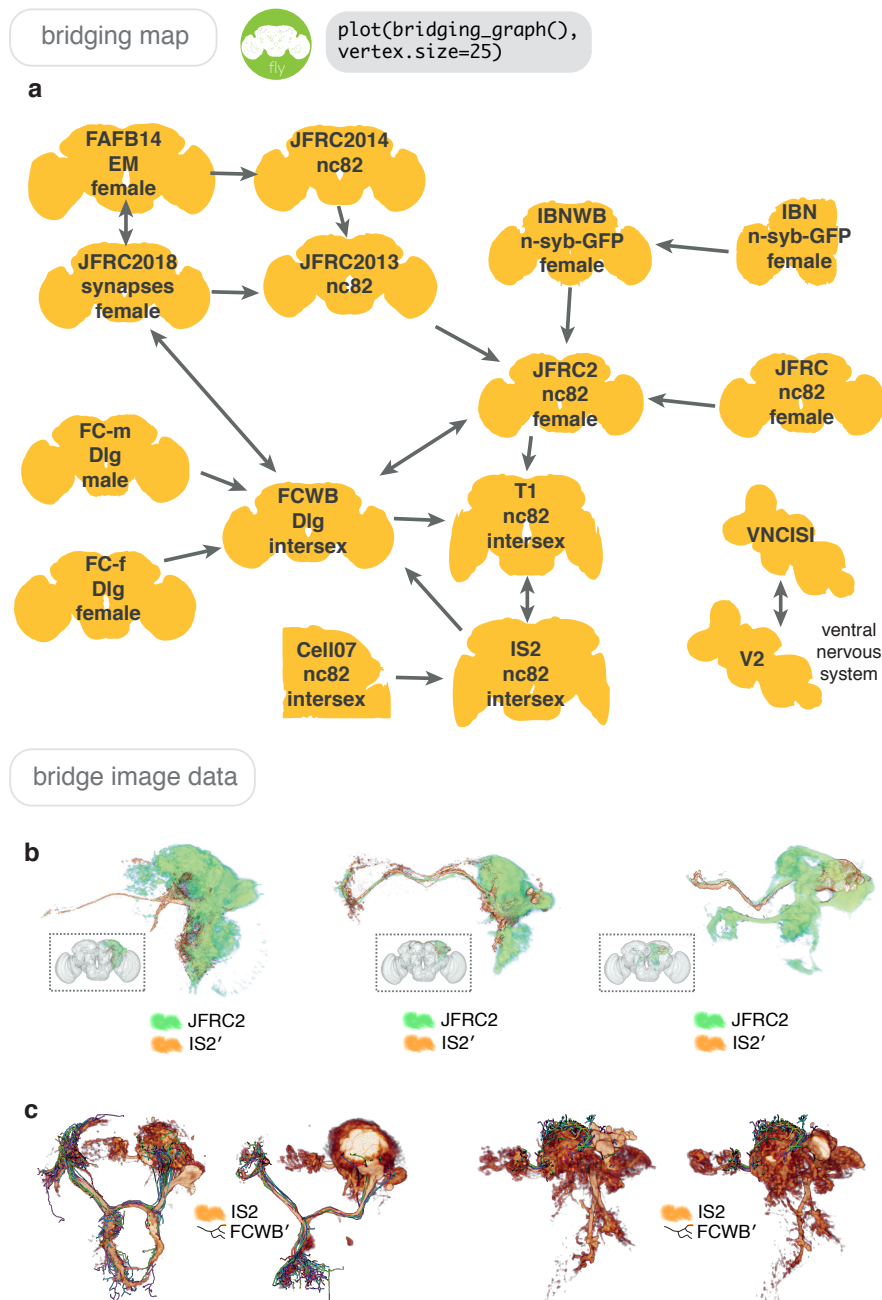 bridging map
fly
plot(bridging_graph(),
vertex.size=25)
a
FAFB14
EM
female
JFRC2014
nc82
IBNWB
n-syb-GFP
female
IBN
n-syb-GFP
female
JFRC2018
synapses
female
JFRC2013
nc82
JFRC2
nc82
female
JFRC
nc82
female
FC-m
Dlg
male
FCWB
Dlg
intersex
T1
nc82
intersex
VNCISI
FC-f
Dlg
female
Cell07
nc82
intersex
IS2
nc82
intersex
V2
ventral
nervous
system
bridge image data
b
JFRC2
IS2′
JFRC2
IS2′
JFRC2
IS2′
c
IS2
FCWB′
IS2
FCWB′